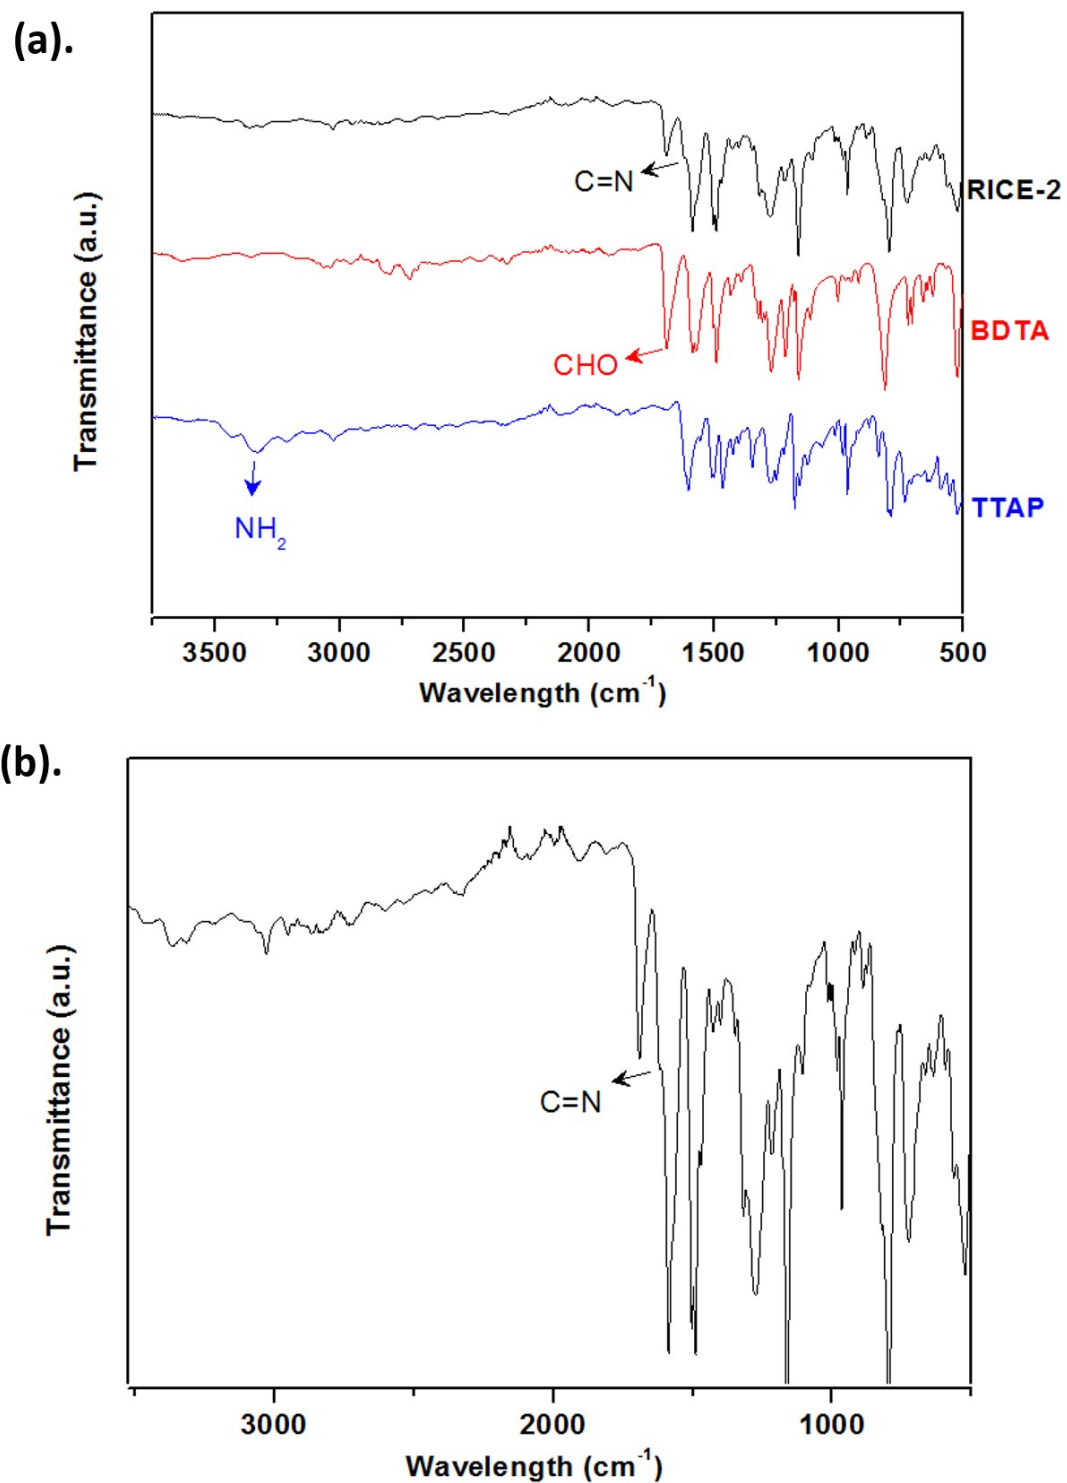 (a).
Transmittance (a.u.)
C=N
RICE-2
CHO
BDTA
NH₂
TTAP
3500 3000 2500 2000 1500 1000 500
Wavelength (cm⁻¹)
(b).
Transmittance (a.u.)
C=N
3000 2000 1000
Wavelength (cm⁻¹)